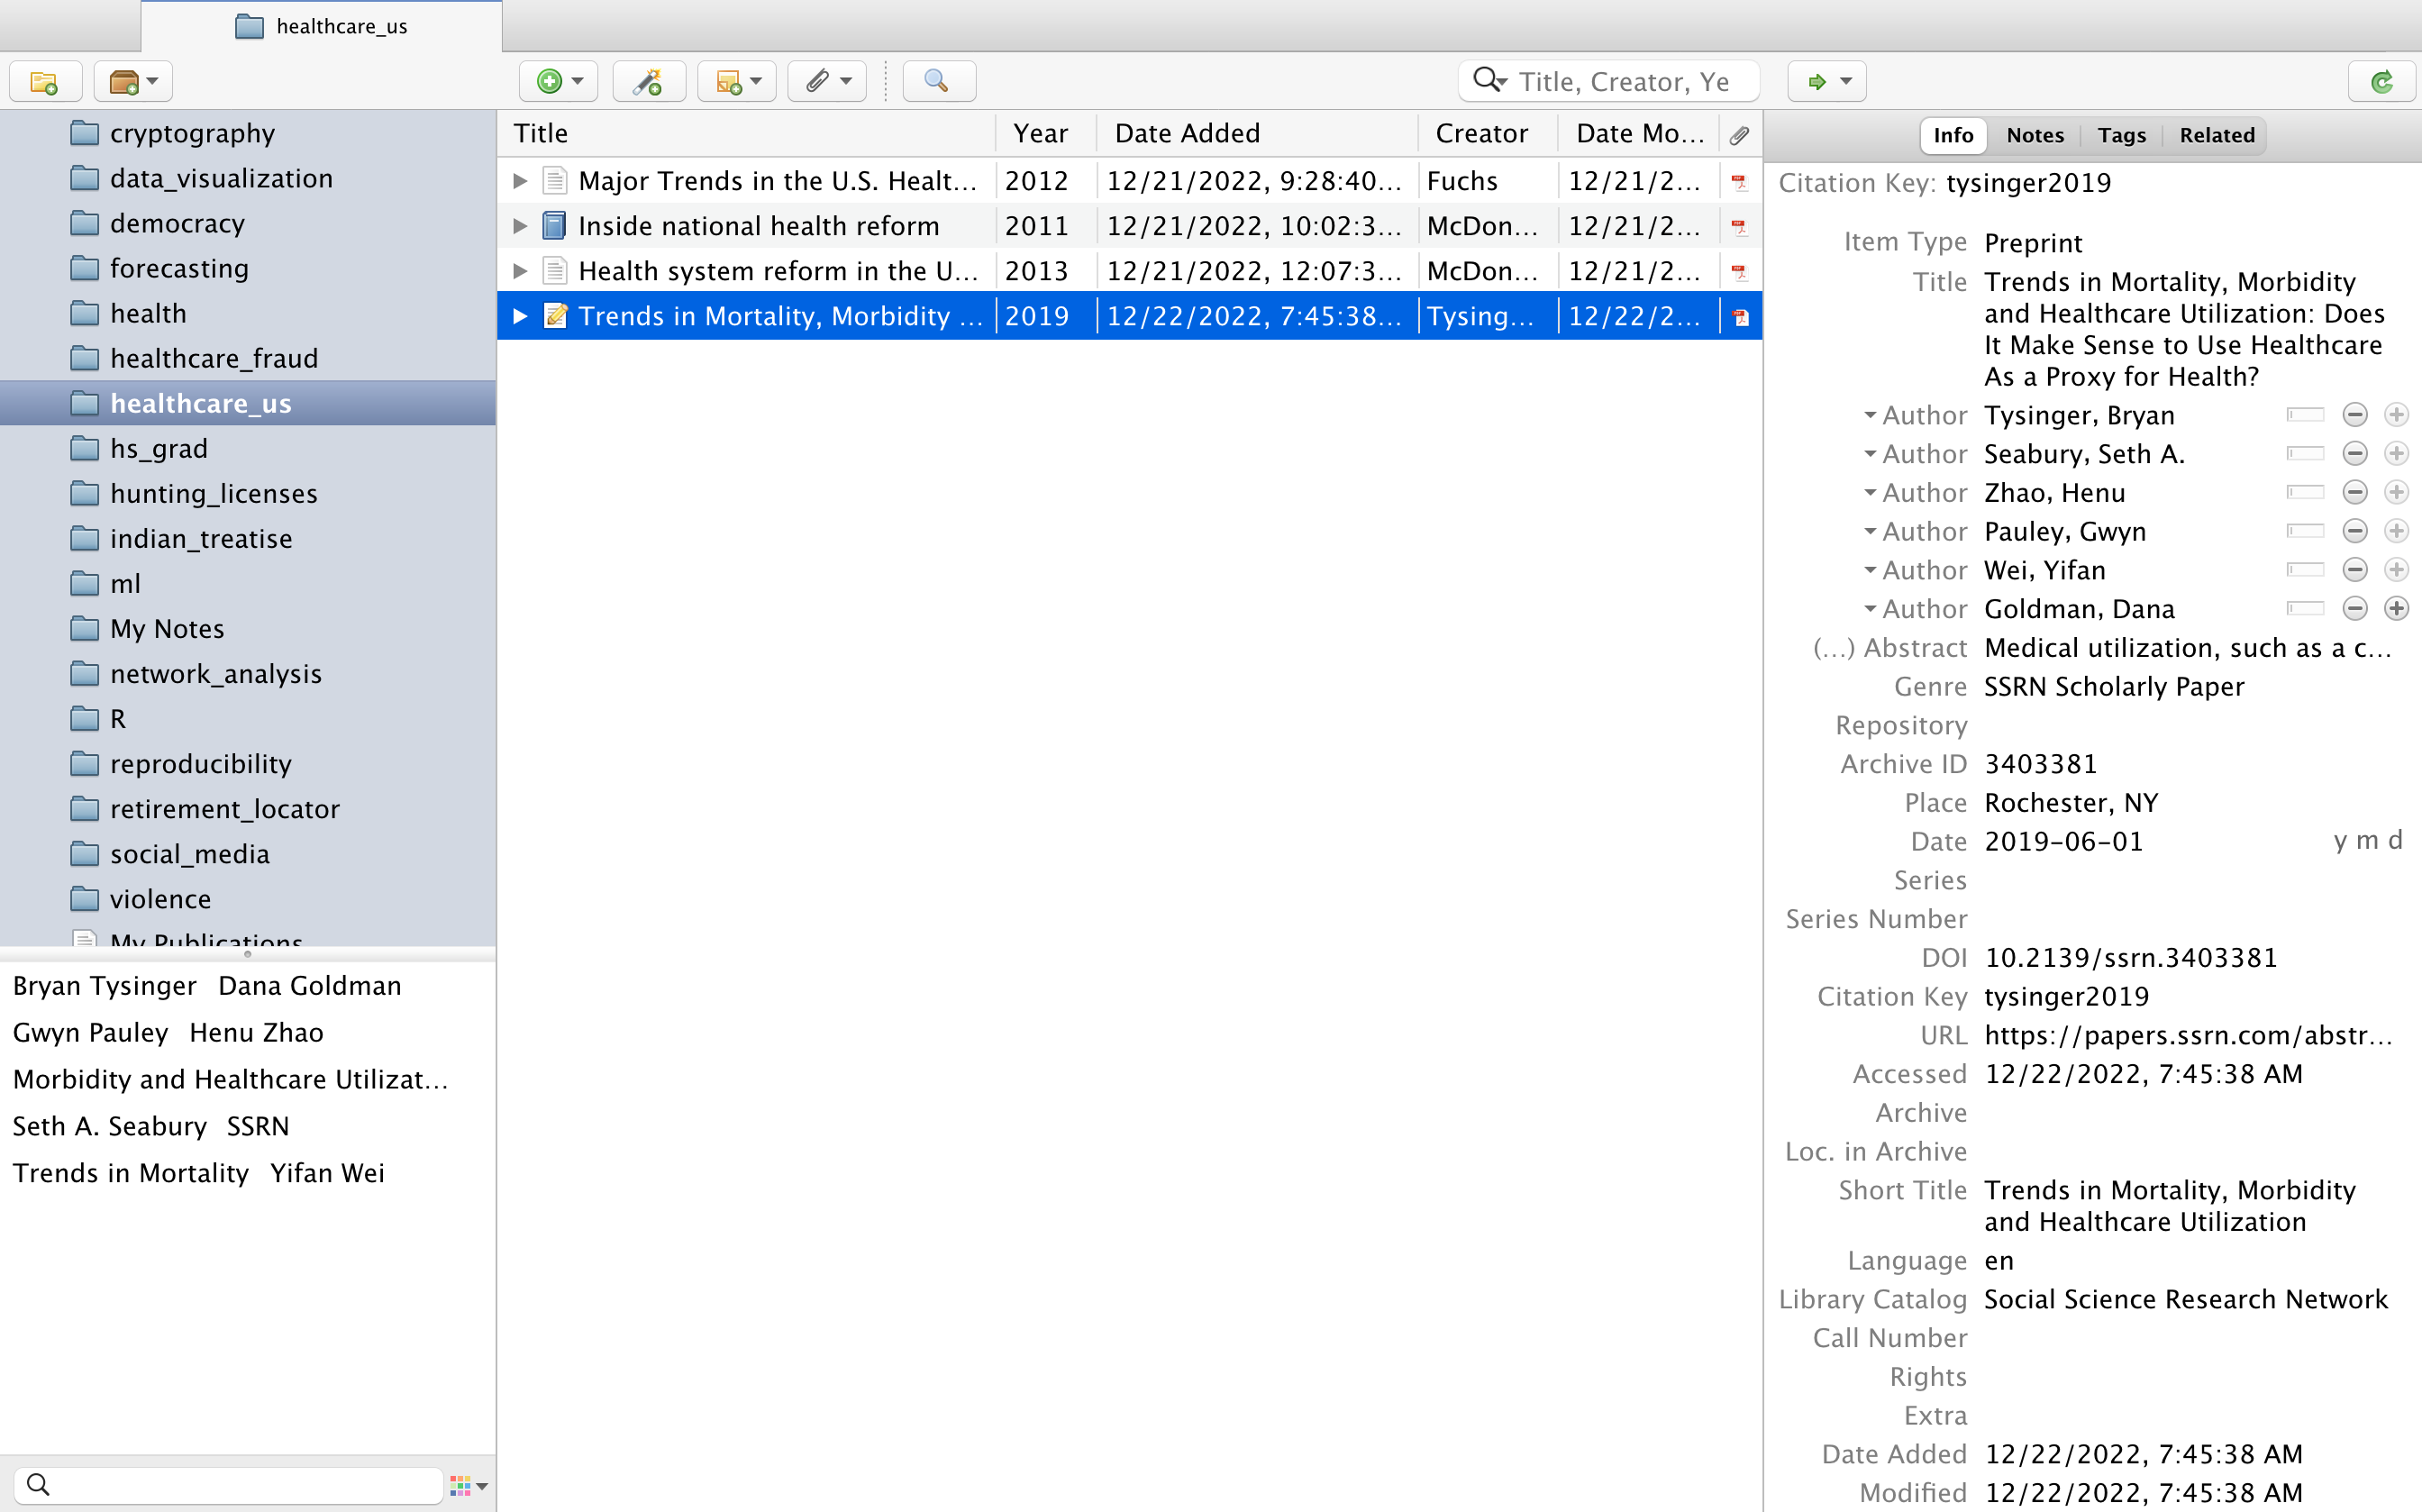 healthcare_us
Title, Creator, Ye
cryptography
data_visualization
democracy
forecasting
health
healthcare_fraud
healthcare_us
hs_grad
hunting_licenses
indian_treatise
ml
My Notes
network_analysis
R
reproducibility
retirement_locator
social_media
violence
My Publications
Bryan Tysinger Dana Goldman
Gwyn Pauley Henu Zhao
Morbidity and Healthcare Utilizat...
Seth A. Seabury SSRN
Trends in Mortality Yifan Wei
Title Year Date Added Creator Date Mo...
Major Trends in the U.S. Healt... 2012 12/21/2022, 9:28:40... Fuchs 12/21/2...
Inside national health reform 2011 12/21/2022, 10:02:3... McDon... 12/21/2...
Health system reform in the U... 2013 12/21/2022, 12:07:3... McDon... 12/21/2...
Trends in Mortality, Morbidity ... 2019 12/22/2022, 7:45:38... Tysing... 12/22/2...
Info Notes Tags Related
Citation Key: tysinger2019
Item Type Preprint
Title Trends in Mortality, Morbidity
and Healthcare Utilization: Does
It Make Sense to Use Healthcare
As a Proxy for Health?
Author Tysinger, Bryan
Author Seabury, Seth A.
Author Zhao, Henu
Author Pauley, Gwyn
Author Wei, Yifan
Author Goldman, Dana
(...) Abstract Medical utilization, such as a c...
Genre SSRN Scholarly Paper
Repository
Archive ID 3403381
Place Rochester, NY
Date 2019-06-01 y m d
Series
Series Number
DOI 10.2139/ssrn.3403381
Citation Key tysinger2019
URL https://papers.ssrn.com/abstr...
Accessed 12/22/2022, 7:45:38 AM
Archive
Loc. in Archive
Short Title Trends in Mortality, Morbidity
and Healthcare Utilization
Language en
Library Catalog Social Science Research Network
Call Number
Rights
Extra
Date Added 12/22/2022, 7:45:38 AM
Modified 12/22/2022, 7:45:38 AM